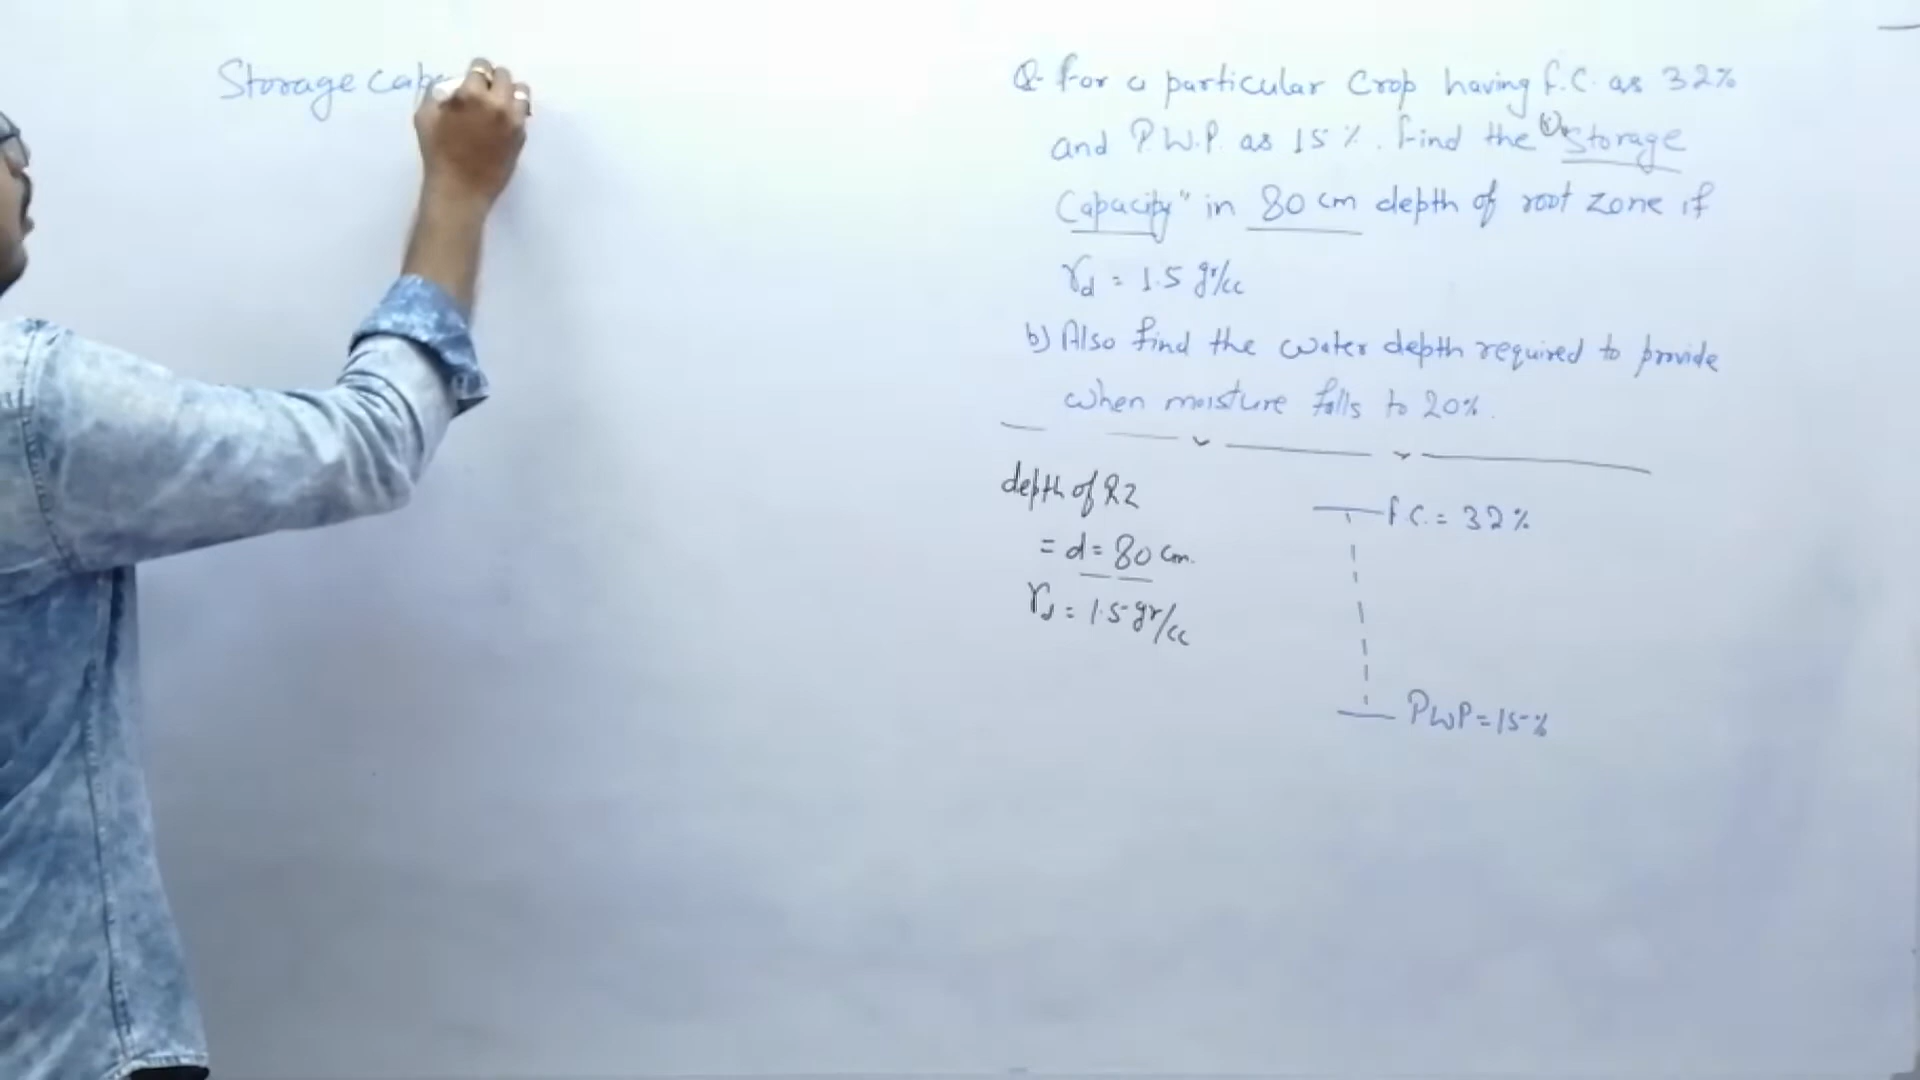 Storage cap
Q- for a particular Crop having f.C. as 32%
and P.W.P. as 15%. find the (i) "Storage
Capacity" in 80 cm depth of root zone if
γd = 1.5 gr/cc
b) Also find the water depth required to provide
when moisture falls to 20%.
depth of RZ
= d = 80 cm.
γd = 1.5 gr/cc
f.C. = 32%
PWP = 15%